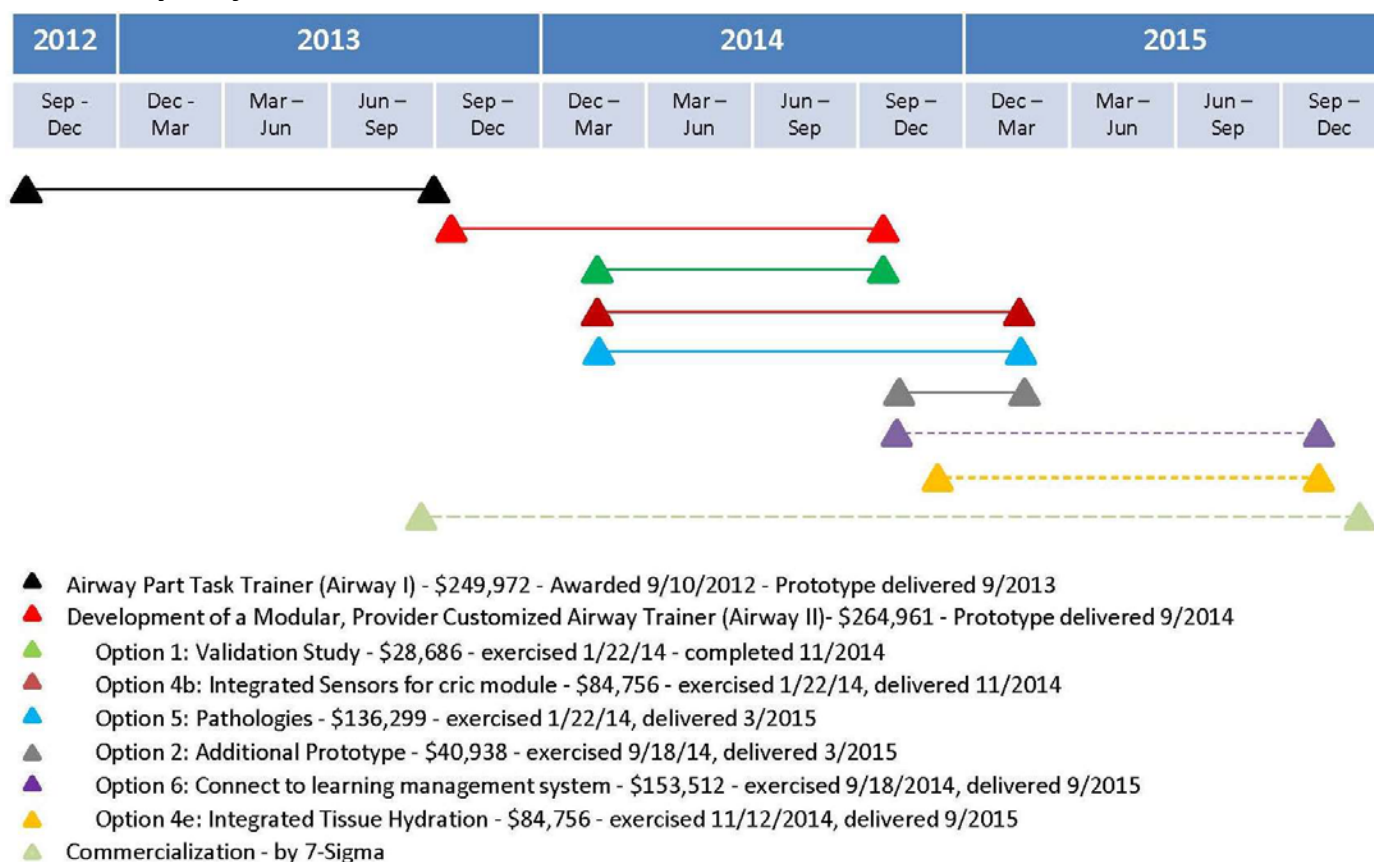 2012 2013 2014 2015
Sep - Dec - Mar – Jun – Sep – Dec – Mar – Jun – Sep – Dec – Mar – Jun – Sep –
Dec Mar Jun Sep Dec Mar Jun Sep Dec Mar Jun Sep Dec
Airway Part Task Trainer (Airway I) - $249,972 - Awarded 9/10/2012 - Prototype delivered 9/2013
Development of a Modular, Provider Customized Airway Trainer (Airway II)- $264,961 - Prototype delivered 9/2014
Option 1: Validation Study - $28,686 - exercised 1/22/14 - completed 11/2014
Option 4b: Integrated Sensors for cric module - $84,756 - exercised 1/22/14, delivered 11/2014
Option 5: Pathologies - $136,299 - exercised 1/22/14, delivered 3/2015
Option 2: Additional Prototype - $40,938 - exercised 9/18/14, delivered 3/2015
Option 6: Connect to learning management system - $153,512 - exercised 9/18/2014, delivered 9/2015
Option 4e: Integrated Tissue Hydration - $84,756 - exercised 11/12/2014, delivered 9/2015
Commercialization - by 7-Sigma